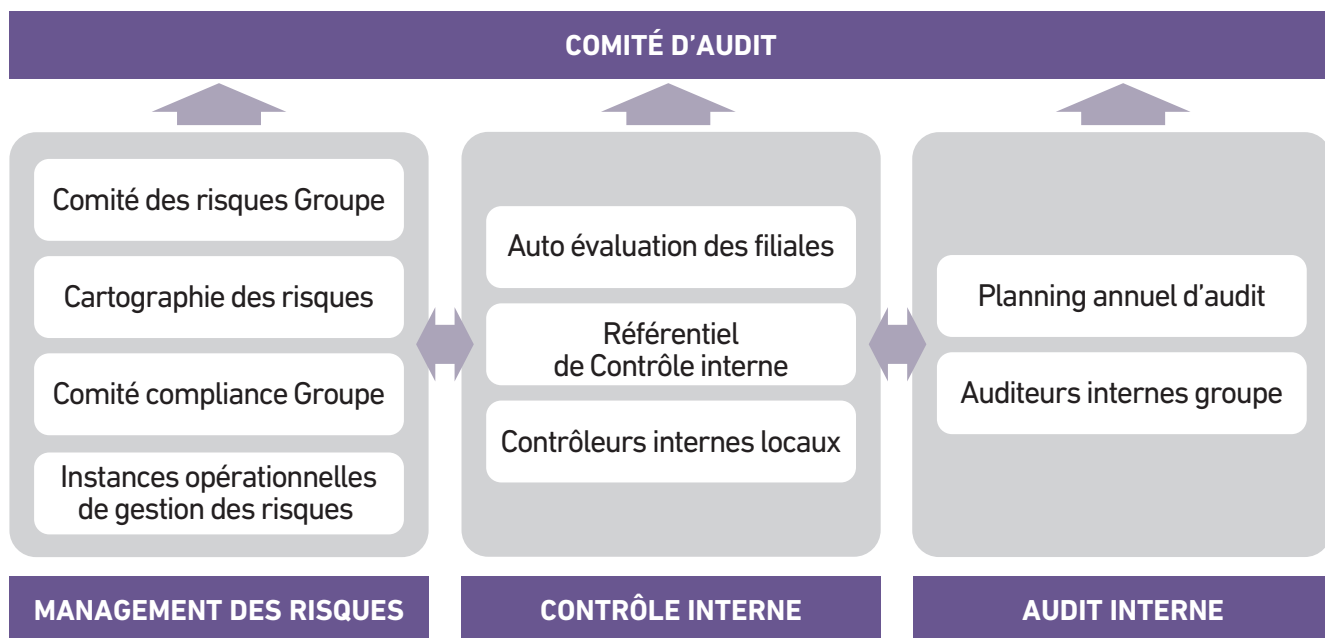 COMITÉ D'AUDIT
Comité des risques Groupe
Cartographie des risques
Comité compliance Groupe
Instances opérationnelles
de gestion des risques
MANAGEMENT DES RISQUES
Auto évaluation des filiales
Référentiel
de Contrôle interne
Contrôleurs internes locaux
CONTRÔLE INTERNE
Planning annuel d'audit
Auditeurs internes groupe
AUDIT INTERNE